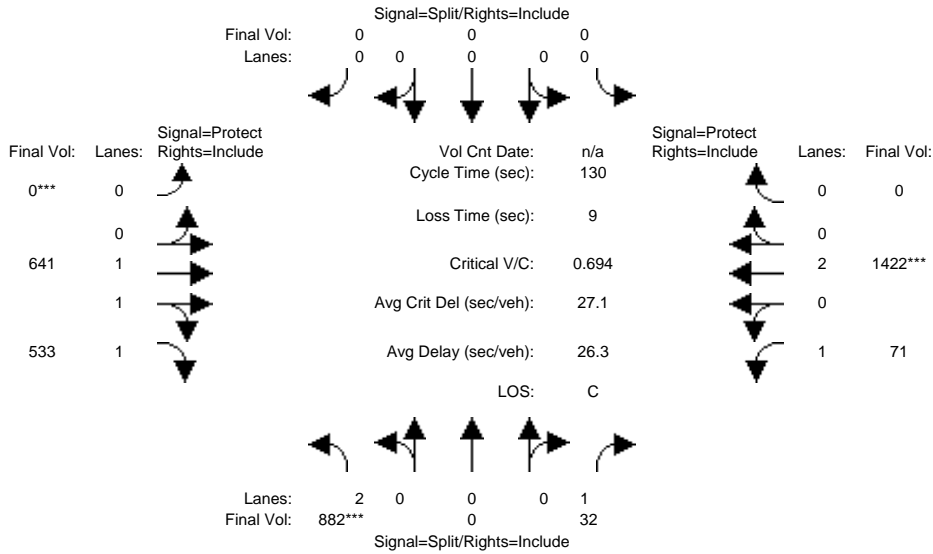 Signal=Split/Rights=Include
Final Vol: 0 0 0
Lanes: 0 0 0 0 0
Signal=Protect Signal=Protect
Final Vol: Lanes: Rights=Include Vol Cnt Date: n/a Rights=Include Lanes: Final Vol:
Cycle Time (sec): 130
0*** 0 0 0
Loss Time (sec): 9
0 0
641 1 Critical V/C: 0.694 2 1422***
1 Avg Crit Del (sec/veh): 27.1 0
533 1 Avg Delay (sec/veh): 26.3 1 71
LOS: C
Lanes: 2 0 0 0 1
Final Vol: 882*** 0 32
Signal=Split/Rights=Include